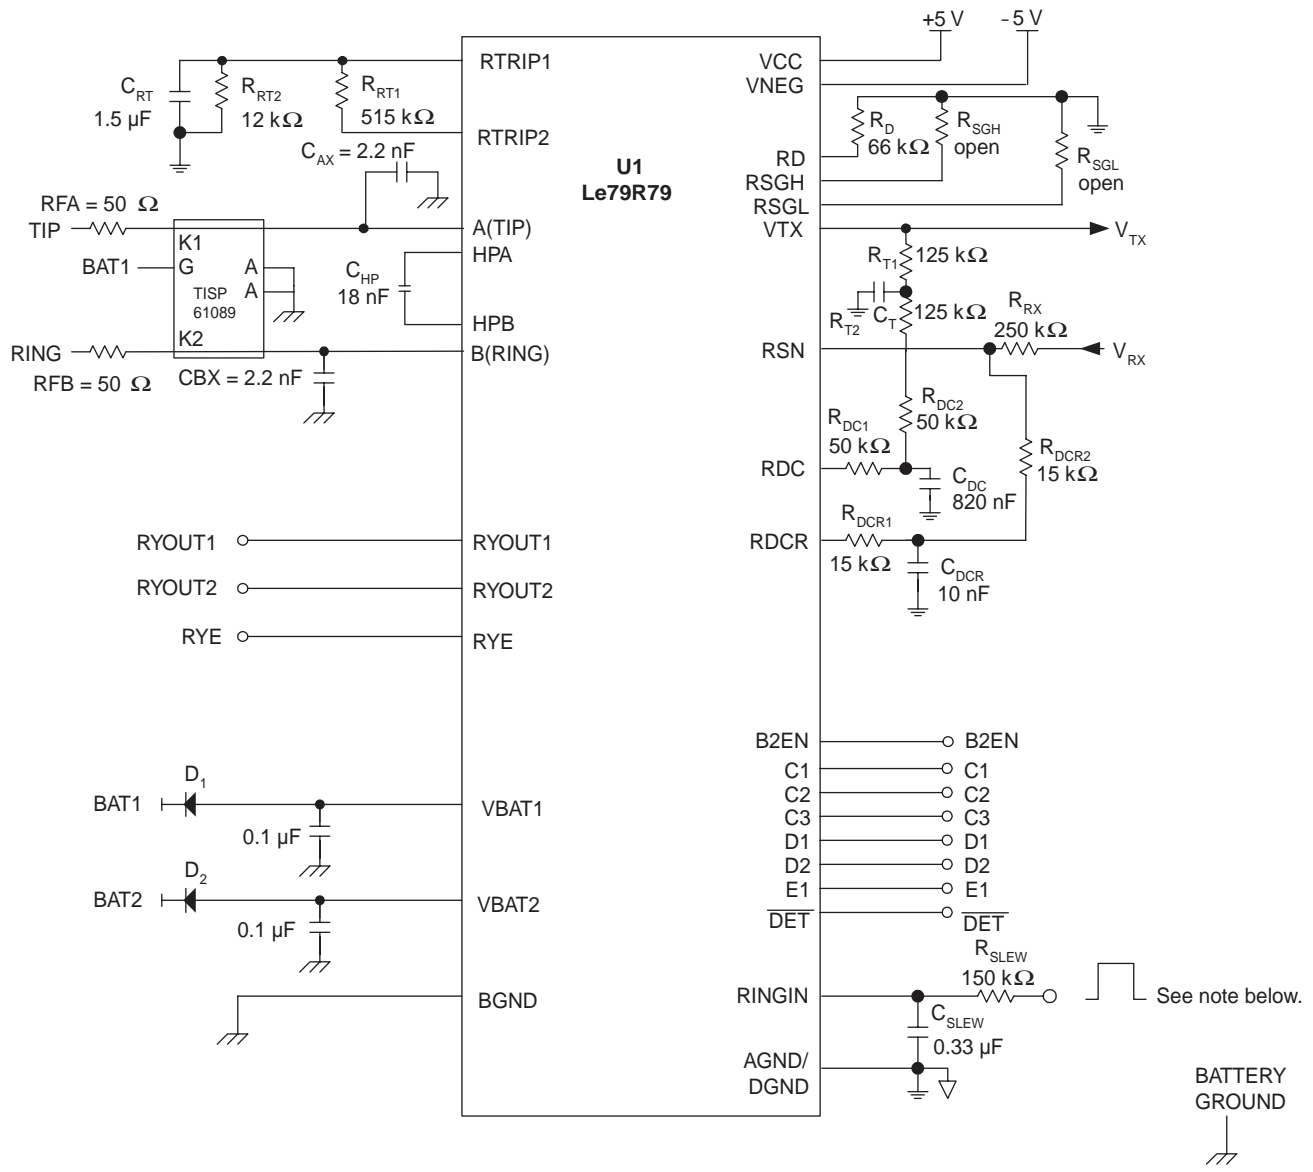 +5 V
-5 V
RTRIP1
VCC
VNEG
C_RT
1.5 µF
R_RT2
12 kΩ
R_RT1
515 kΩ
RTRIP2
C_AX = 2.2 nF
U1
Le79R79
RD
R_D
66 kΩ
R_SGH
open
R_SGL
open
RSGH
RSGL
RFA = 50 Ω
TIP
A(TIP)
VTX
V_TX
K1
BAT1
G
A
A
TISP
61089
K2
HPA
C_HP
18 nF
HPB
R_T1
125 kΩ
C_T
R_T2
125 kΩ
R_RX
250 kΩ
RING
RFB = 50 Ω
CBX = 2.2 nF
B(RING)
RSN
V_RX
R_DC2
50 kΩ
R_DC1
50 kΩ
RDC
C_DC
820 nF
R_DCR2
15 kΩ
RYOUT1
RYOUT1
RDCR
R_DCR1
15 kΩ
C_DCR
10 nF
RYOUT2
RYOUT2
RYE
RYE
B2EN
B2EN
C1
C1
C2
C2
C3
C3
D1
D1
D2
D2
E1
E1
DET
DET
D_1
BAT1
VBAT1
0.1 µF
D_2
BAT2
VBAT2
0.1 µF
BGND
RINGIN
R_SLEW
150 kΩ
See note below.
C_SLEW
0.33 µF
AGND/
DGND
BATTERY
GROUND